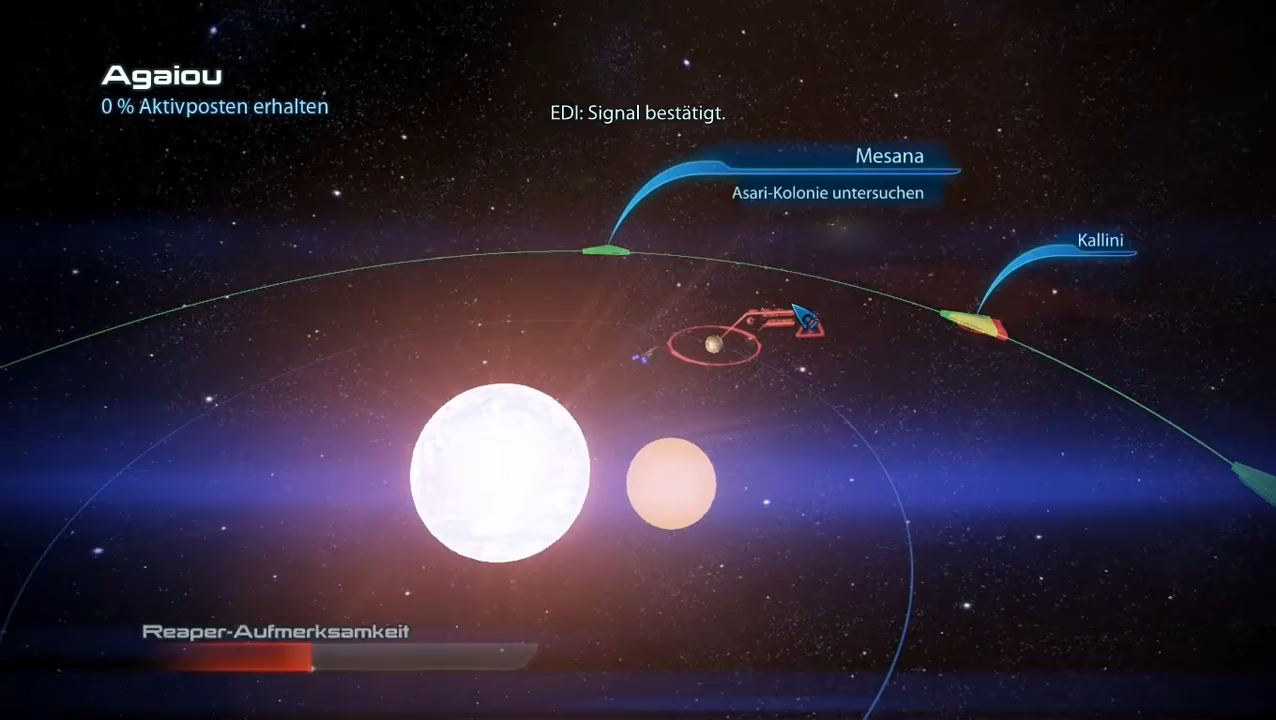 Agaiou
0 % Aktivposten erhalten
EDI: Signal bestätigt.
Mesana
Asari-Kolonie untersuchen
Kallini
Reaper-Aufmerksamkeit